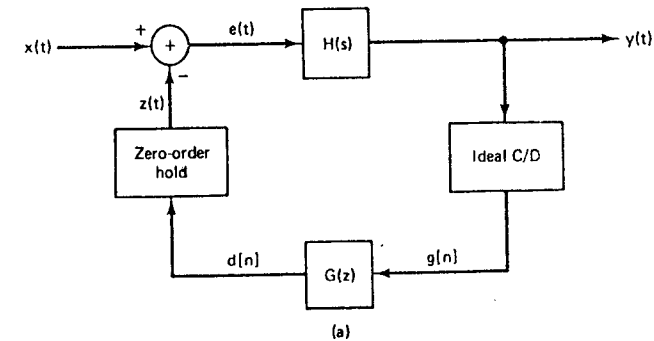 +
e(t)
x(t)
+
H(s)
y(t)
−
z(t)
Zero-order
hold
Ideal C/D
d[n]
G(z)
g[n]
(a)